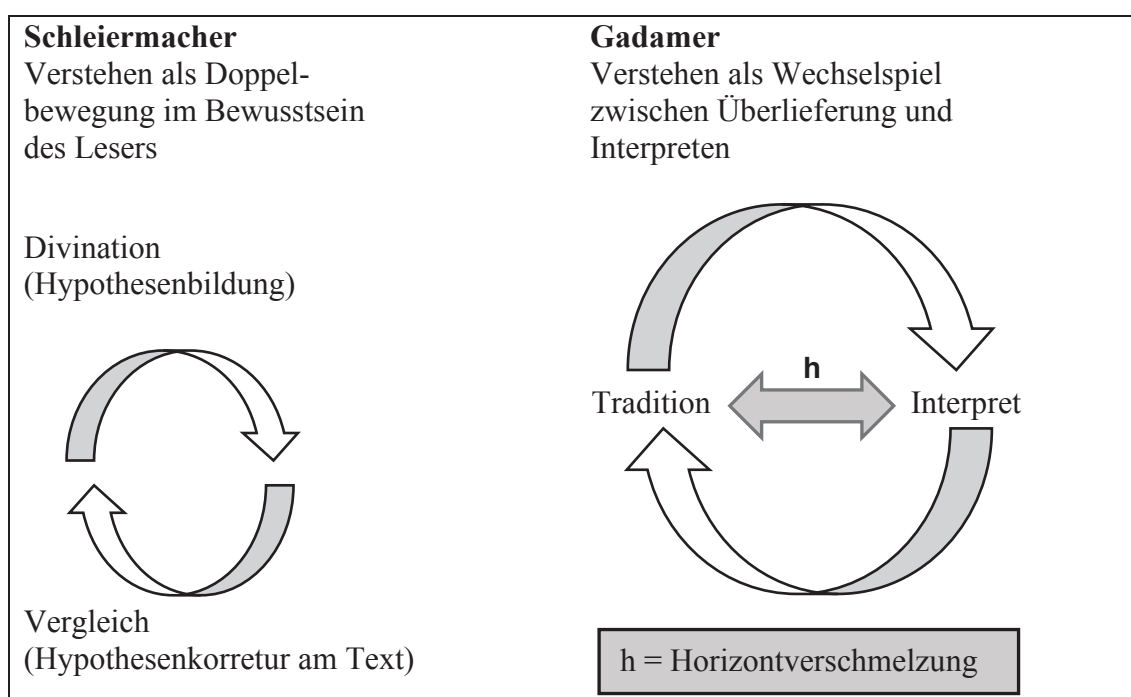 Schleiermacher
Verstehen als Doppel-
bewegung im Bewusstsein
des Lesers
Divination
(Hypothesenbildung)
Vergleich
(Hypothesenkorretur am Text)
Gadamer
Verstehen als Wechselspiel
zwischen Überlieferung und
Interpreten
h
Tradition
Interpret
h = Horizontverschmelzung